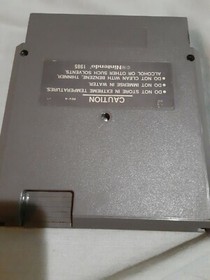 CAUTION
● DO NOT STORE IN EXTREME TEMPERATURES.
● DO NOT IMMERSE IN WATER.
● DO NOT CLEAN WITH BENZENE, THINNER,
ALCOHOL OR OTHER SUCH SOLVENTS.
Nintendo 1985